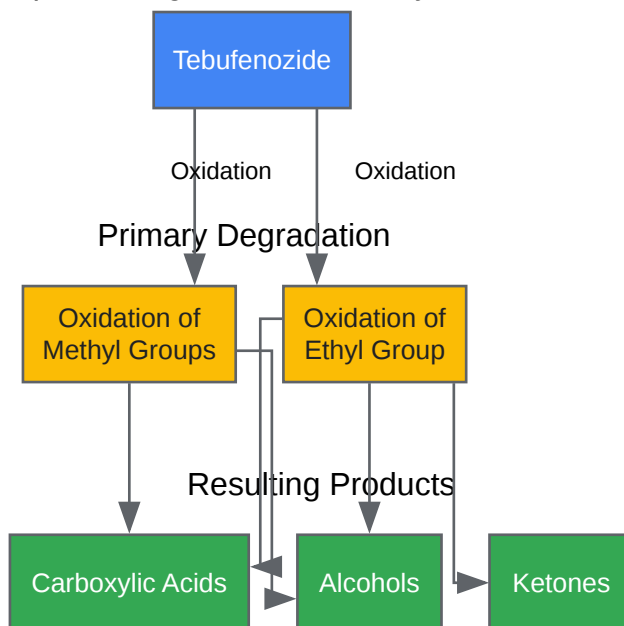 Tebufenozide
Oxidation
Oxidation
Primary Degradation
Oxidation of
Methyl Groups
Oxidation of
Ethyl Group
Resulting Products
Carboxylic Acids
Alcohols
Ketones